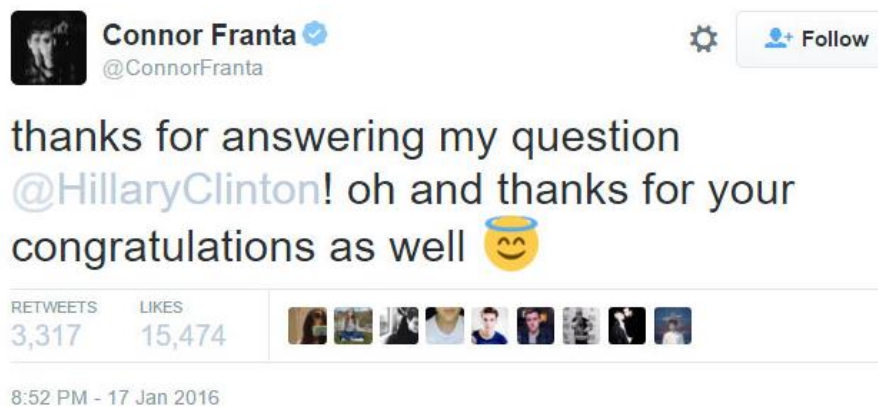 Connor Franta
@ConnorFranta
Follow
thanks for answering my question
@HillaryClinton! oh and thanks for your
congratulations as well 😇
RETWEETS LIKES
3,317 15,474
8:52 PM - 17 Jan 2016